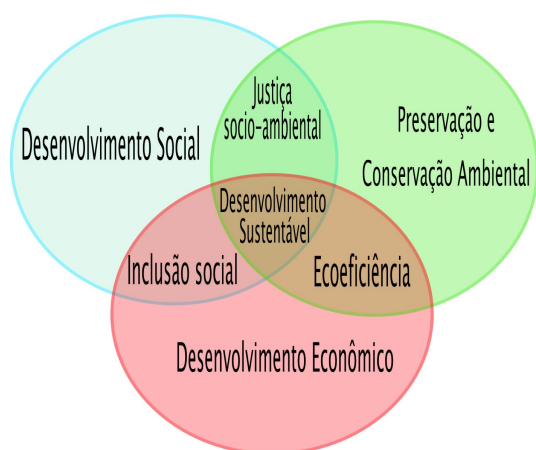 Justiça
socio-ambiental
Desenvolvimento Social
Preservação e
Conservação Ambiental
Desenvolvimento
Sustentável
Inclusão social
Ecoeficiência
Desenvolvimento Econômico